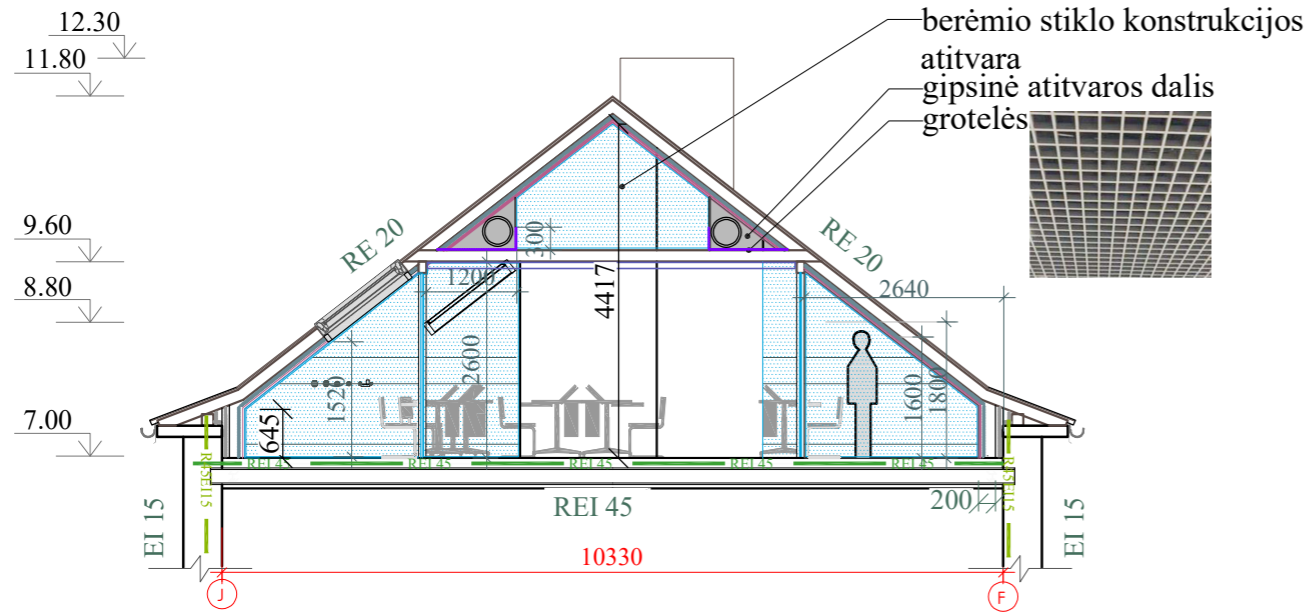 12.30
11.80
9.60
8.80
7.00
berėmio stiklo konstrukcijos
atitvara
gipsinė atitvaros dalis
grotelės
RE 20
RE 20
300
1200
4417
2640
2600
1520
1600
1800
645
REI 45
REI 45
REI 45
REI 45
REI 45
R45EI15
R45EI15
EI 15
REI 45
200
EI 15
10330
J
F